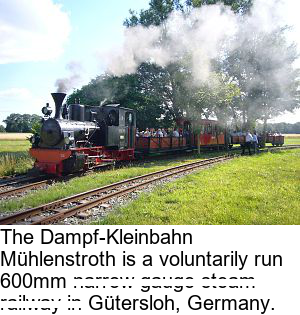 The Dampf-Kleinbahn
Mühlenstroth is a voluntarily run
600mm narrow gauge steam
railway in Gütersloh, Germany.